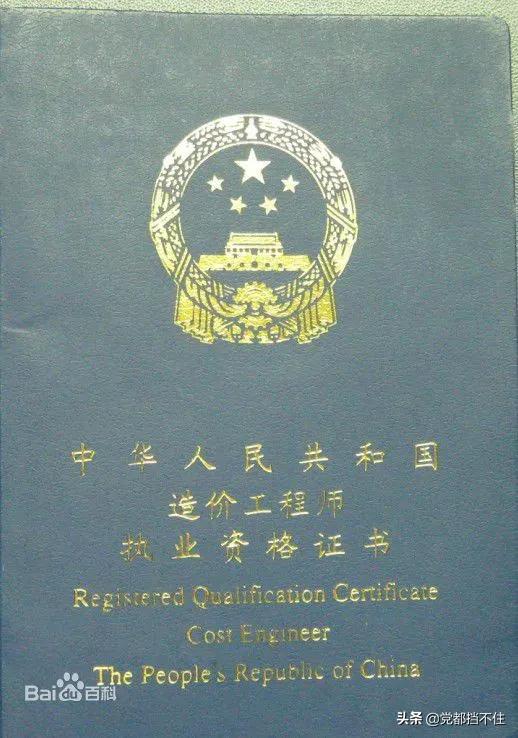 中华人民共和国
造价工程师
执业资格证书
Registered Qualification Certificate
Cost Engineer
The People's Republic of China
Bai百科
头条 @党都挡不住